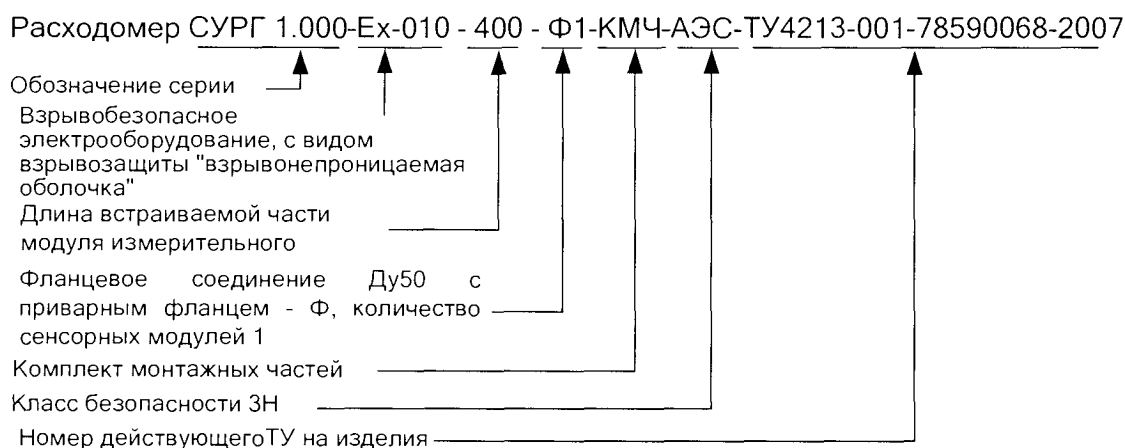 Расходомер СУРГ 1.000-Ех-010 - 400 - Ф1-КМЧ-АЭС-ТУ4213-001-78590068-2007
Обозначение серии
Взрывобезопасное
электрооборудование, с видом
взрывозащиты "взрывонепроницаемая
оболочка"
Длина встраиваемой части
модуля измерительного
Фланцевое соединение Ду50 с
приварным фланцем - Ф, количество
сенсорных модулей 1
Комплект монтажных частей
Класс безопасности 3Н
Номер действующегоТУ на изделия